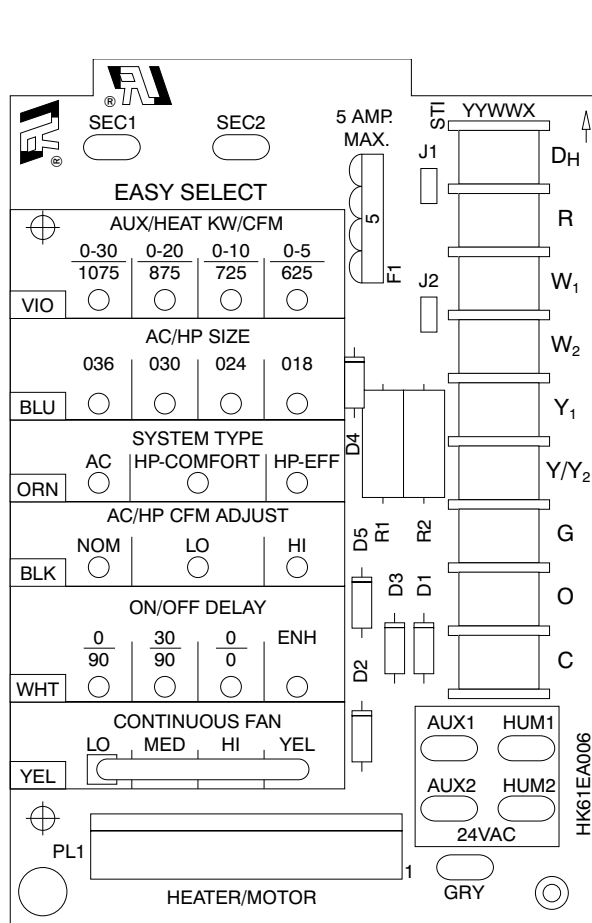 ® ®
SEC1 SEC2
5 AMP. MAX.
STI YYWWX
J1
DH
R
W1
W2
Y1
Y/Y2
G
O
C
5
F1
J2
EASY SELECT
AUX/HEAT KW/CFM
0-30 0-20 0-10 0-5
1075 875 725 625
VIO
AC/HP SIZE
036 030 024 018
BLU
SYSTEM TYPE
AC HP-COMFORT HP-EFF
ORN
AC/HP CFM ADJUST
NOM LO HI
BLK
ON/OFF DELAY
0 30 0 ENH
90 90 0
WHT
CONTINUOUS FAN
LO MED HI YEL
YEL
D4
R1 R2
D5
D3 D1
D2
AUX1 HUM1
AUX2 HUM2
24VAC
GRY
HK61EA006
PL1
1
HEATER/MOTOR